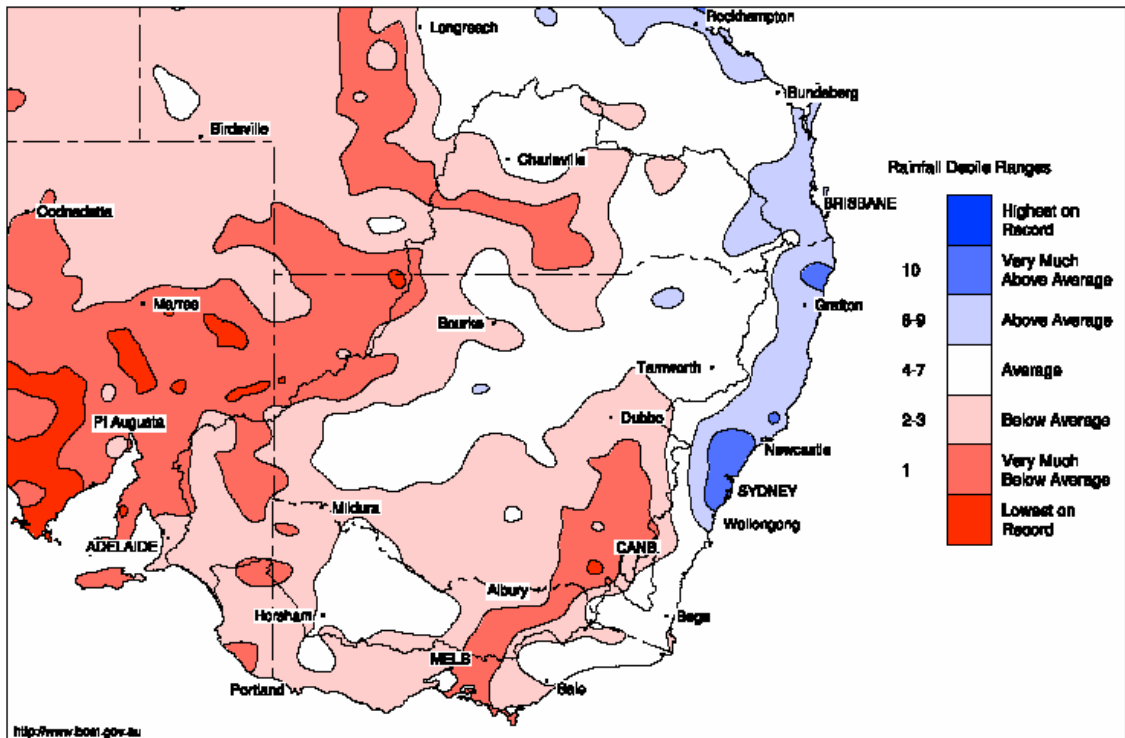 Rockhampton
Longreach
Bundaberg
Birdsville
Charleville
Rainfall Decile Ranges
BRISBANE
Highest on
Record
Oodnadatta
10
Very Much
Above Average
Marree
Grafton
Bourke
8-9
Above Average
Tamworth
4-7
Average
Pt Augusta
Dubbo
2-3
Below Average
Newcastle
1
Very Much
Below Average
SYDNEY
Mildura
Wollongong
Lowest on
Record
ADELAIDE
CANB.
Albury
Horsham
Bega
MELB
Portland
Sale
http://www.bom.gov.au